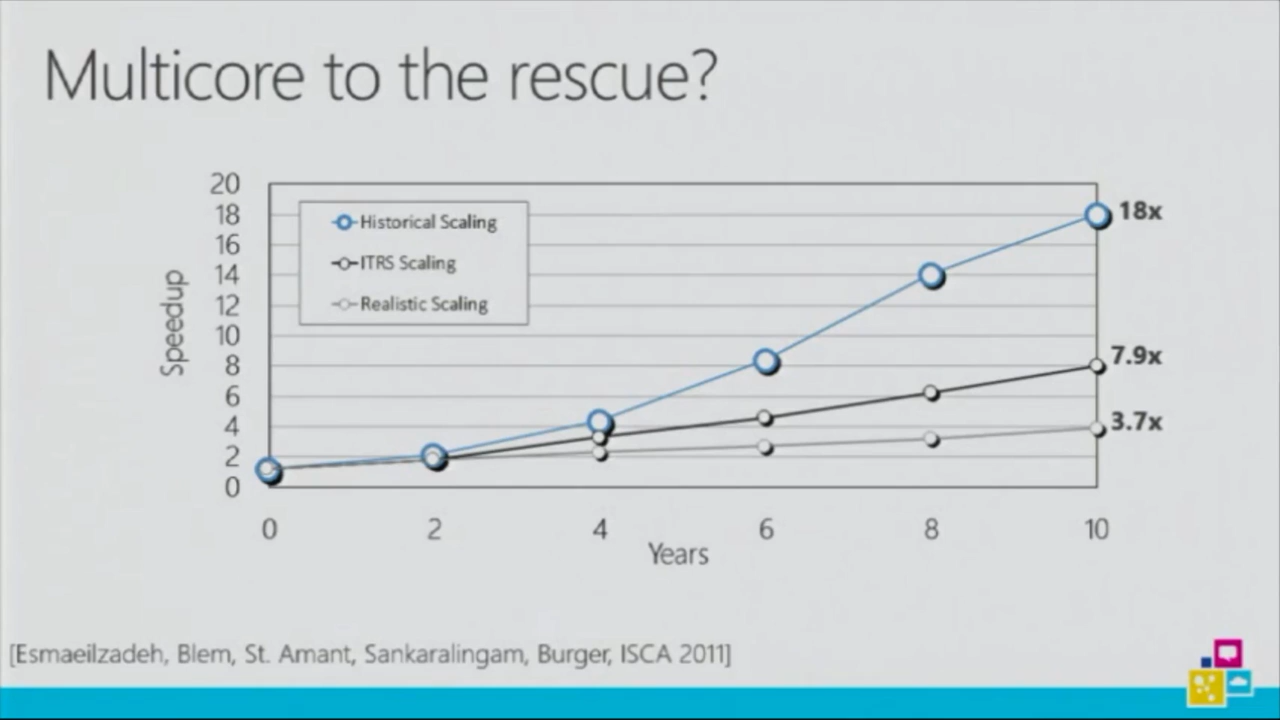 Multicore to the rescue?
20
18
16
14
12
10
8
6
4
2
0
Speedup
Historical Scaling
ITRS Scaling
Realistic Scaling
18x
7.9x
3.7x
0 2 4 6 8 10
Years
[Esmaeilzadeh, Blem, St. Amant, Sankaralingam, Burger, ISCA 2011]